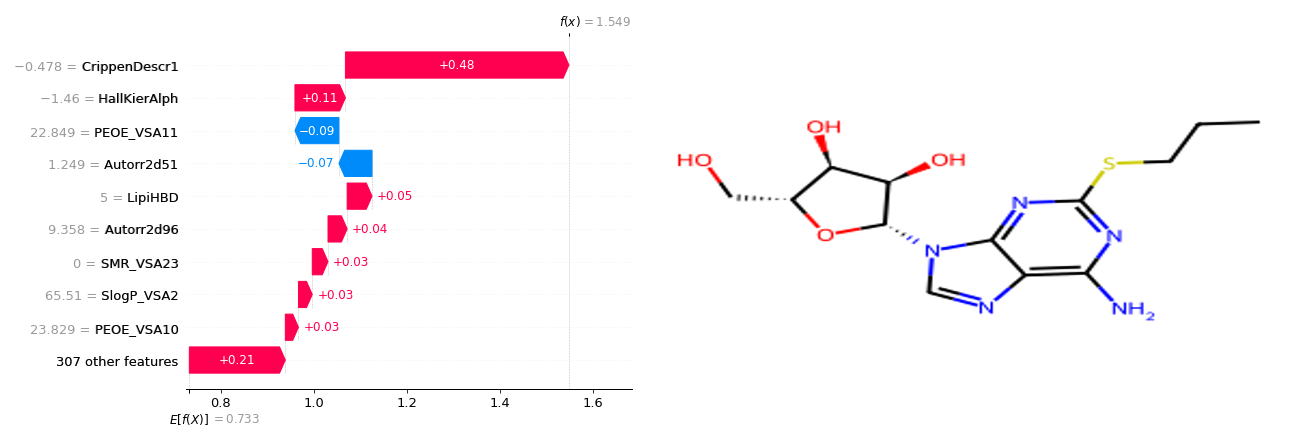 f(x) = 1.549
−0.478 = CrippenDescr1
+0.48
−1.46 = HallKierAlph
+0.11
22.849 = PEOE_VSA11
−0.09
1.249 = Autorr2d51
−0.07
5 = LipiHBD
+0.05
9.358 = Autorr2d96
+0.04
0 = SMR_VSA23
+0.03
65.51 = SlogP_VSA2
+0.03
23.829 = PEOE_VSA10
+0.03
307 other features
+0.21
0.8 1.0 1.2 1.4 1.6
E[f(X)] = 0.733
OH
HO
OH
S
N
O
N
N
N
NH2